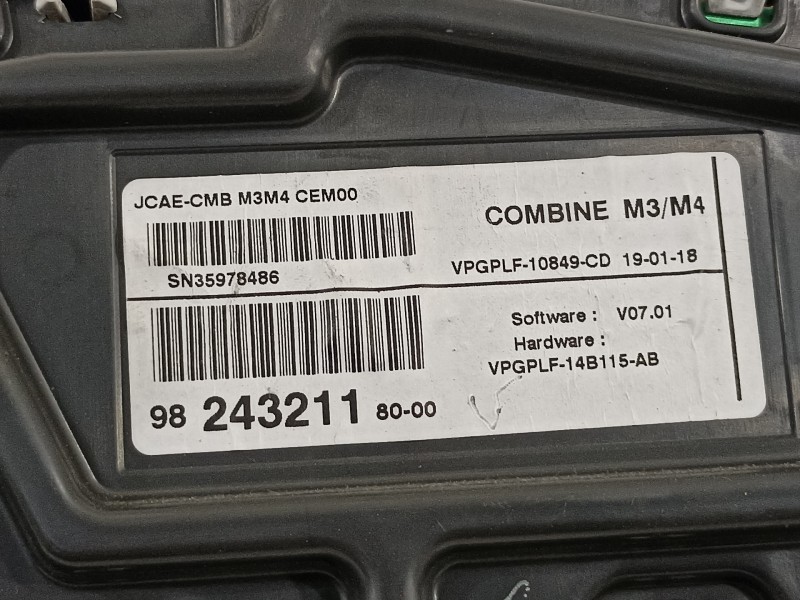 JCAE-CMB M3M4 CEM00
COMBINE M3/M4
SN35978486
VPGPLF-10849-CD 19-01-18
Software : V07.01
Hardware :
VPGPLF-14B115-AB
98 243211 80-00